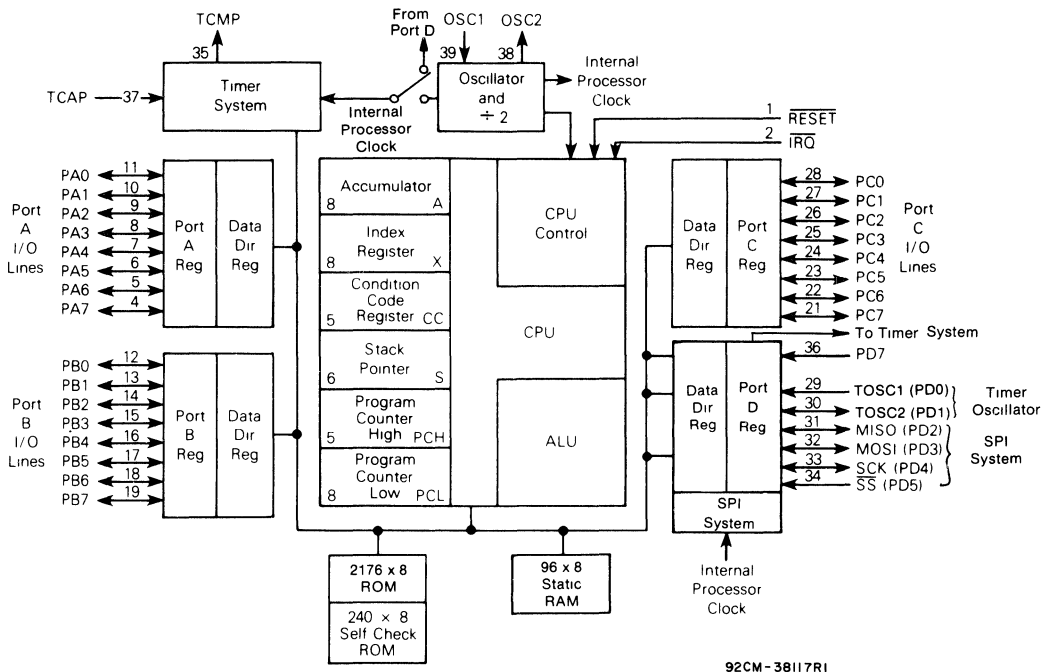 TCMP
35
From
Port D
OSC1
OSC2
39
38
TCAP
37
Timer
System
Internal
Processor
Clock
Oscillator
and
÷ 2
Internal
Processor
Clock
1
RESET
2
IRQ
Port
A
I/O
Lines
PA0 11
PA1 10
PA2 9
PA3 8
PA4 7
PA5 6
PA6 5
PA7 4
Port
A
Reg
Data
Dir
Reg
Accumulator
8 A
Index
Register
8 X
Condition
Code
Register CC
5
Stack
Pointer
6 S
Program
Counter
High PCH
5
Program
Counter
Low PCL
8
CPU
Control
CPU
ALU
Data
Dir
Reg
Port
C
Reg
28 PC0
27 PC1
26 PC2
25 PC3
24 PC4
23 PC5
22 PC6
21 PC7
Port
C
I/O
Lines
Port
B
I/O
Lines
PB0 12
PB1 13
PB2 14
PB3 15
PB4 16
PB5 17
PB6 18
PB7 19
Port
B
Reg
Data
Dir
Reg
To Timer System
36 PD7
Data
Dir
Reg
Port
D
Reg
29 TOSC1 (PD0)
30 TOSC2 (PD1)
31 MISO (PD2)
32 MOSI (PD3)
33 SCK (PD4)
34 SS (PD5)
Timer
Oscillator
SPI
System
SPI
System
Internal
Processor
Clock
2176 x 8
ROM
240 × 8
Self Check
ROM
96 x 8
Static
RAM
92CM-38117R1